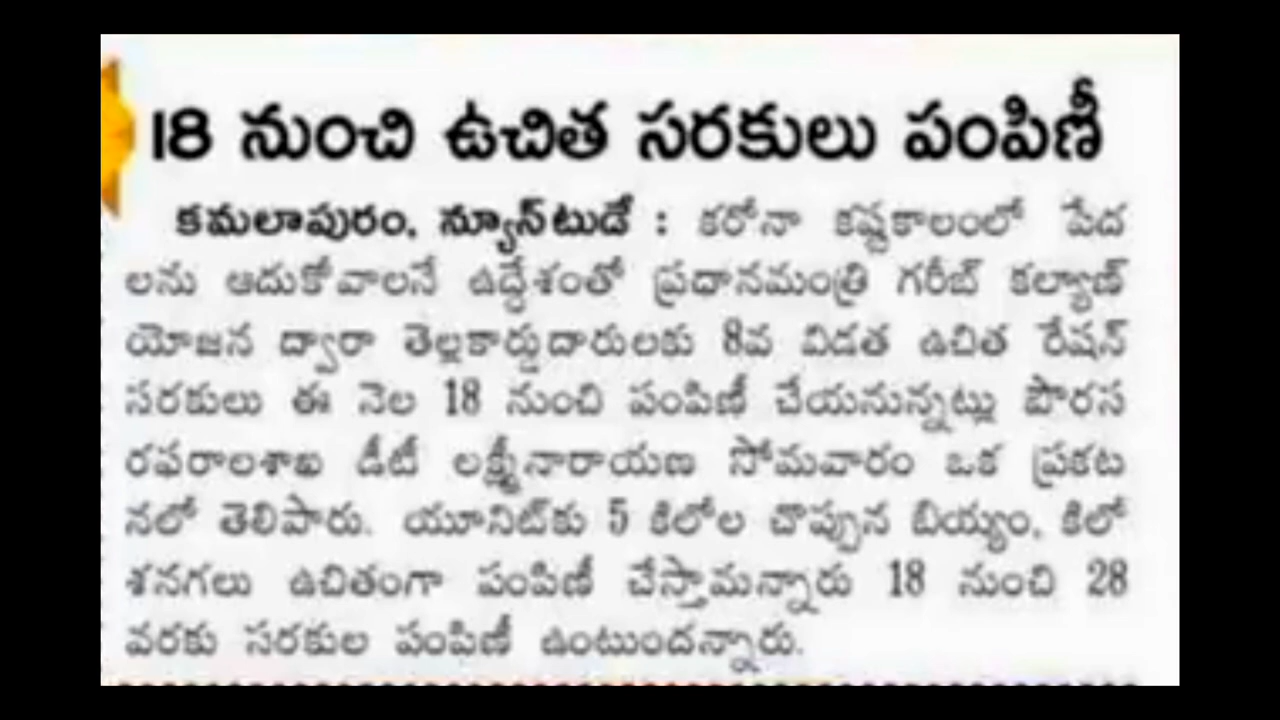 18 నుంచి ఉచిత సరకులు పంపిణీ
కమలాపురం, న్యూస్‌టుడే : కరోనా కష్టకాలంలో పేద
లను ఆదుకోవాలనే ఉద్దేశంతో ప్రధానమంత్రి గరీబ్ కల్యాణ్
యోజన ద్వారా తెల్లకార్డుదారులకు 8వ విడత ఉచిత రేషన్
సరకులు ఈ నెల 18 నుంచి పంపిణీ చేయనున్నట్లు పౌరస
రఫరాలశాఖ డీటీ లక్ష్మీనారాయణ సోమవారం ఒక ప్రకట
నలో తెలిపారు. యూనిట్‌కు 5 కిలోల చొప్పున బియ్యం, కిలో
శనగలు ఉచితంగా పంపిణీ చేస్తామన్నారు 18 నుంచి 28
వరకు సరకుల పంపిణీ ఉంటుందన్నారు.